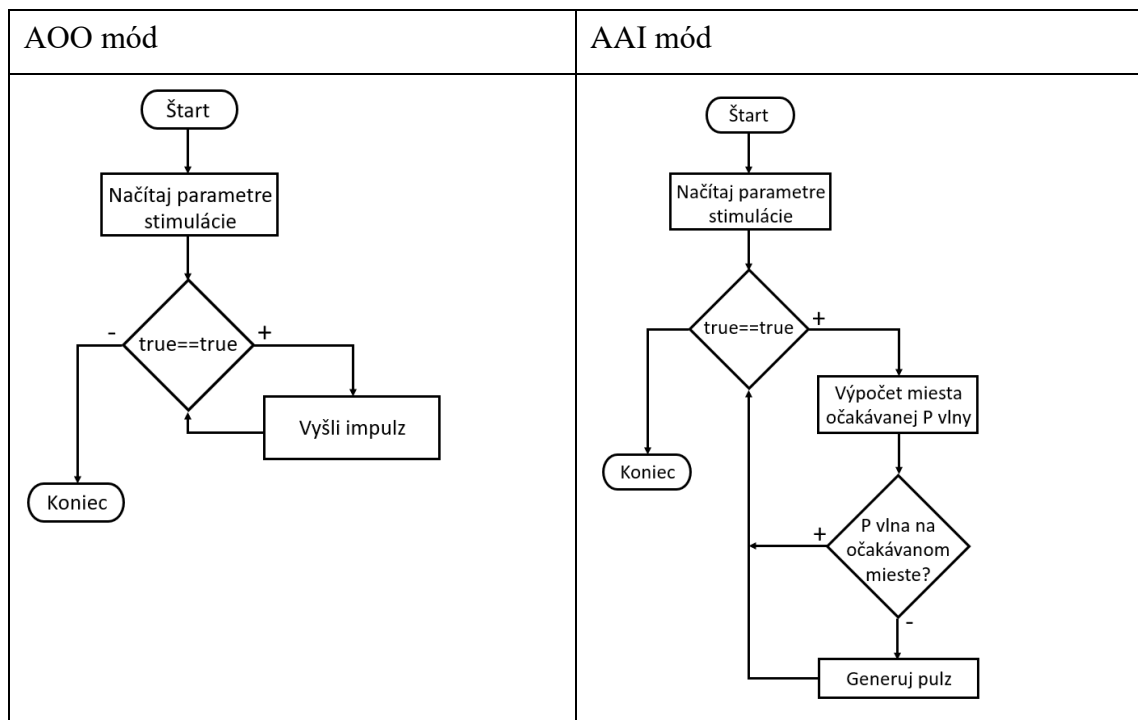 AOO mód
Štart
Načítaj parametre
stimulácie
true==true
-
+
Vyšli impulz
Koniec
AAI mód
Štart
Načítaj parametre
stimulácie
true==true
+
Výpočet miesta
očakávanej P vlny
Koniec
P vlna na
očakávanom
mieste?
+
-
Generuj pulz